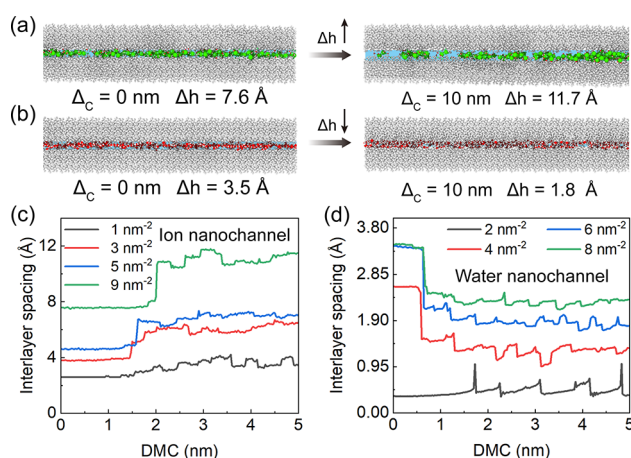 (a)
Δh
Δ_C = 0 nm Δh = 7.6 Å
Δ_C = 10 nm Δh = 11.7 Å
(b)
Δh
Δ_C = 0 nm Δh = 3.5 Å
Δ_C = 10 nm Δh = 1.8 Å
(c)
1 nm⁻²
3 nm⁻²
5 nm⁻²
9 nm⁻²
Ion nanochannel
Interlayer spacing (Å)
12
8
4
0
0 1 2 3 4 5
DMC (nm)
(d)
2 nm⁻² 6 nm⁻²
4 nm⁻² 8 nm⁻²
Water nanochannel
Interlayer spacing (Å)
3.80
2.85
1.90
0.95
0.00
0 1 2 3 4 5
DMC (nm)